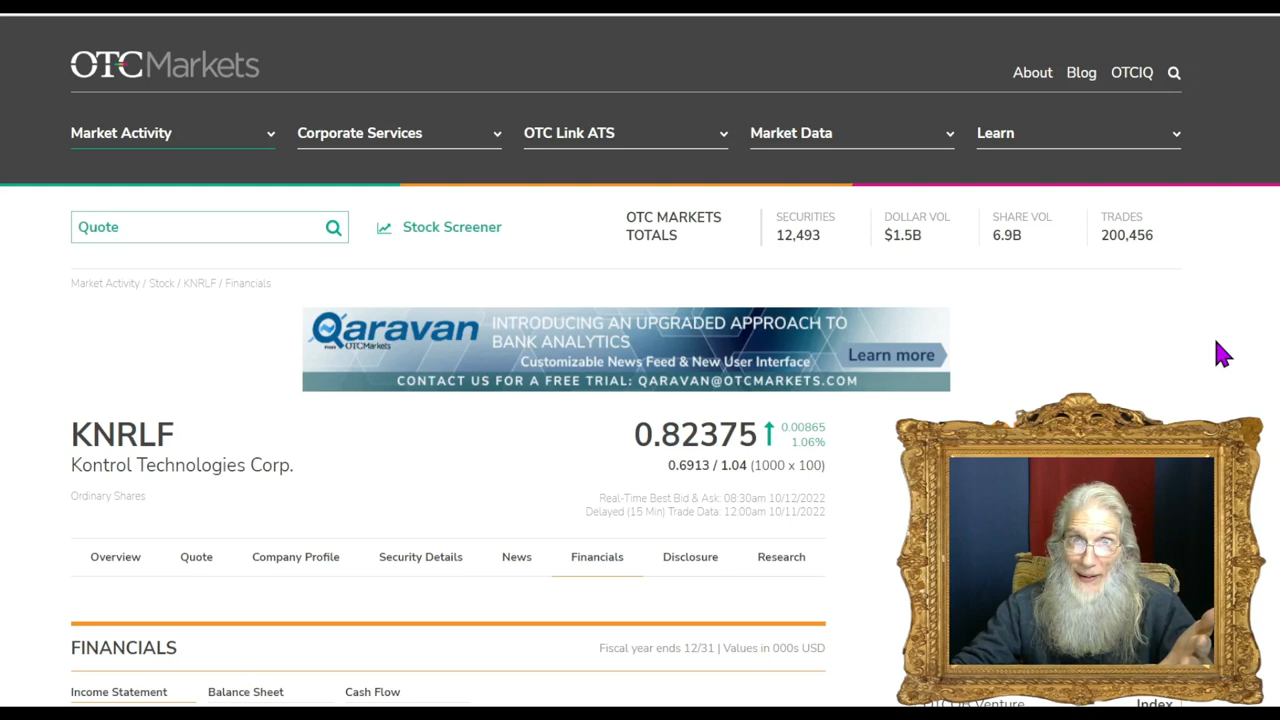 OTCMarkets
About Blog OTCIQ
Market Activity Corporate Services OTC Link ATS Market Data Learn
Quote
Stock Screener
OTC MARKETS
TOTALS
SECURITIES
12,493
DOLLAR VOL
$1.5B
SHARE VOL
6.9B
TRADES
200,456
Market Activity / Stock / KNRLF / Financials
Qaravan
OTCMarkets
INTRODUCING AN UPGRADED APPROACH TO
BANK ANALYTICS
Customizable News Feed & New User Interface
Learn more
CONTACT US FOR A FREE TRIAL: QARAVAN@OTCMARKETS.COM
KNRLF
Kontrol Technologies Corp.
Ordinary Shares
0.82375
0.00865
1.06%
0.6913 / 1.04 (1000 x 100)
Real-Time Best Bid & Ask: 08:30am 10/12/2022
Delayed (15 Min) Trade Data: 12:00am 10/11/2022
Overview Quote Company Profile Security Details News Financials Disclosure Research
FINANCIALS
Fiscal year ends 12/31 | Values in 000s USD
Income Statement Balance Sheet Cash Flow
Venture
Index